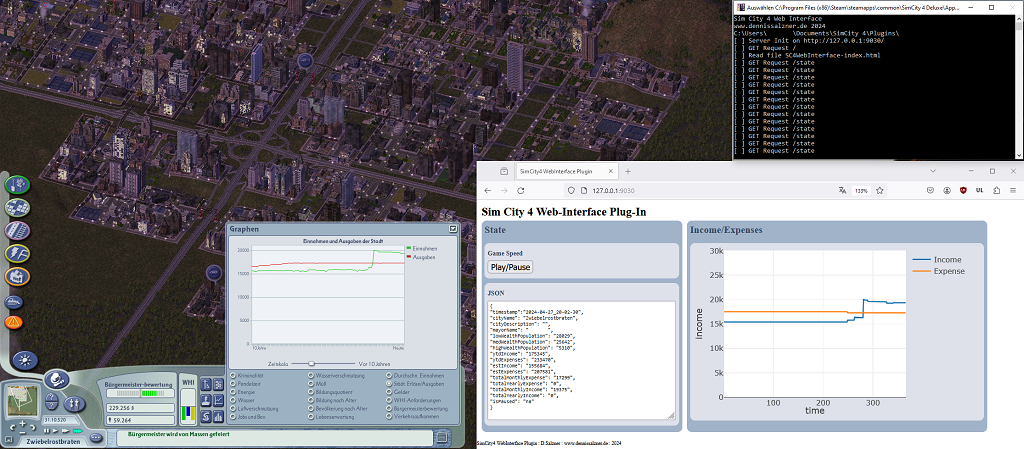 Auswählen C:\Program Files (x86)\Steam\steamapps\common\SimCity 4 Deluxe\App...
Sim City 4 Web Interface
www.dennissalzner.de 2024
C:\Users\ \Documents\SimCity 4\Plugins\
[ ] Server Init on http://127.0.0.1:9030/
[ ] GET Request /
[ ] Read file SC4WebInterface-index.html
[ ] GET Request /state
[ ] GET Request /state
[ ] GET Request /state
[ ] GET Request /state
[ ] GET Request /state
[ ] GET Request /state
[ ] GET Request /state
[ ] GET Request /state
[ ] GET Request /state
[ ] GET Request /state
[ ] GET Request /state
[ ] GET Request /state
[ ] GET Request /state
SimCity4 WebInterface Plugin
127.0.0.1:9030
133%
UL
Sim City 4 Web-Interface Plug-In
State
Game Speed
Play/Pause
JSON
{
"timestamp":"2024-04-27_20-02-30",
"cityName": "Zwiebelrostbraten",
"cityDescription": "",
"mayorName": " ",
"lowWealthPopulation": "28029",
"medWealthPopulation": "25642",
"highWealthPopulation": "5310",
"ytdIncome": "175345",
"ytdExpenses": "233470",
"estIncome": "195684",
"estExpenses": "207581",
"totalMonthlyExpense": "17299",
"totalYearlyExpense": "0",
"totalMonthlyIncome": "19375",
"totalYearlyIncome": "0",
"isPaused": "no"
}
Income/Expenses
30k
25k
20k
15k
10k
5k
0
100
200
300
income
time
Income
Expense
SimCity4 WebInterface Plugin : D.Salzner : www.dennissalzner.de : 2024
Graphen
Einnahmen und Ausgaben der Stadt
20000
15000
10000
5000
0
Einnahmen
Ausgaben
Heute
Zeitskala
Vor 10 Jahren
Kriminalität
Pendelzeit
Energie
Wasser
Luftverschmutzung
Jobs und Bev.
Wasserverschmutzung
Müll
Bildungsquotient
Bildung nach Alter
Bevölkerung nach Alter
Lebenserwartung
Durchschn. Einnahmen
Städt. Erlöse/Ausgaben
Gelder
WHI-Anforderungen
Bürgermeisterbewertung
Verkehrsaufkommen
Bürgermeister-bewertung
WHI
229.256 $
59.264
31.10.520
Zwiebelrostbraten
Bürgermeister wird von Massen gefeiert